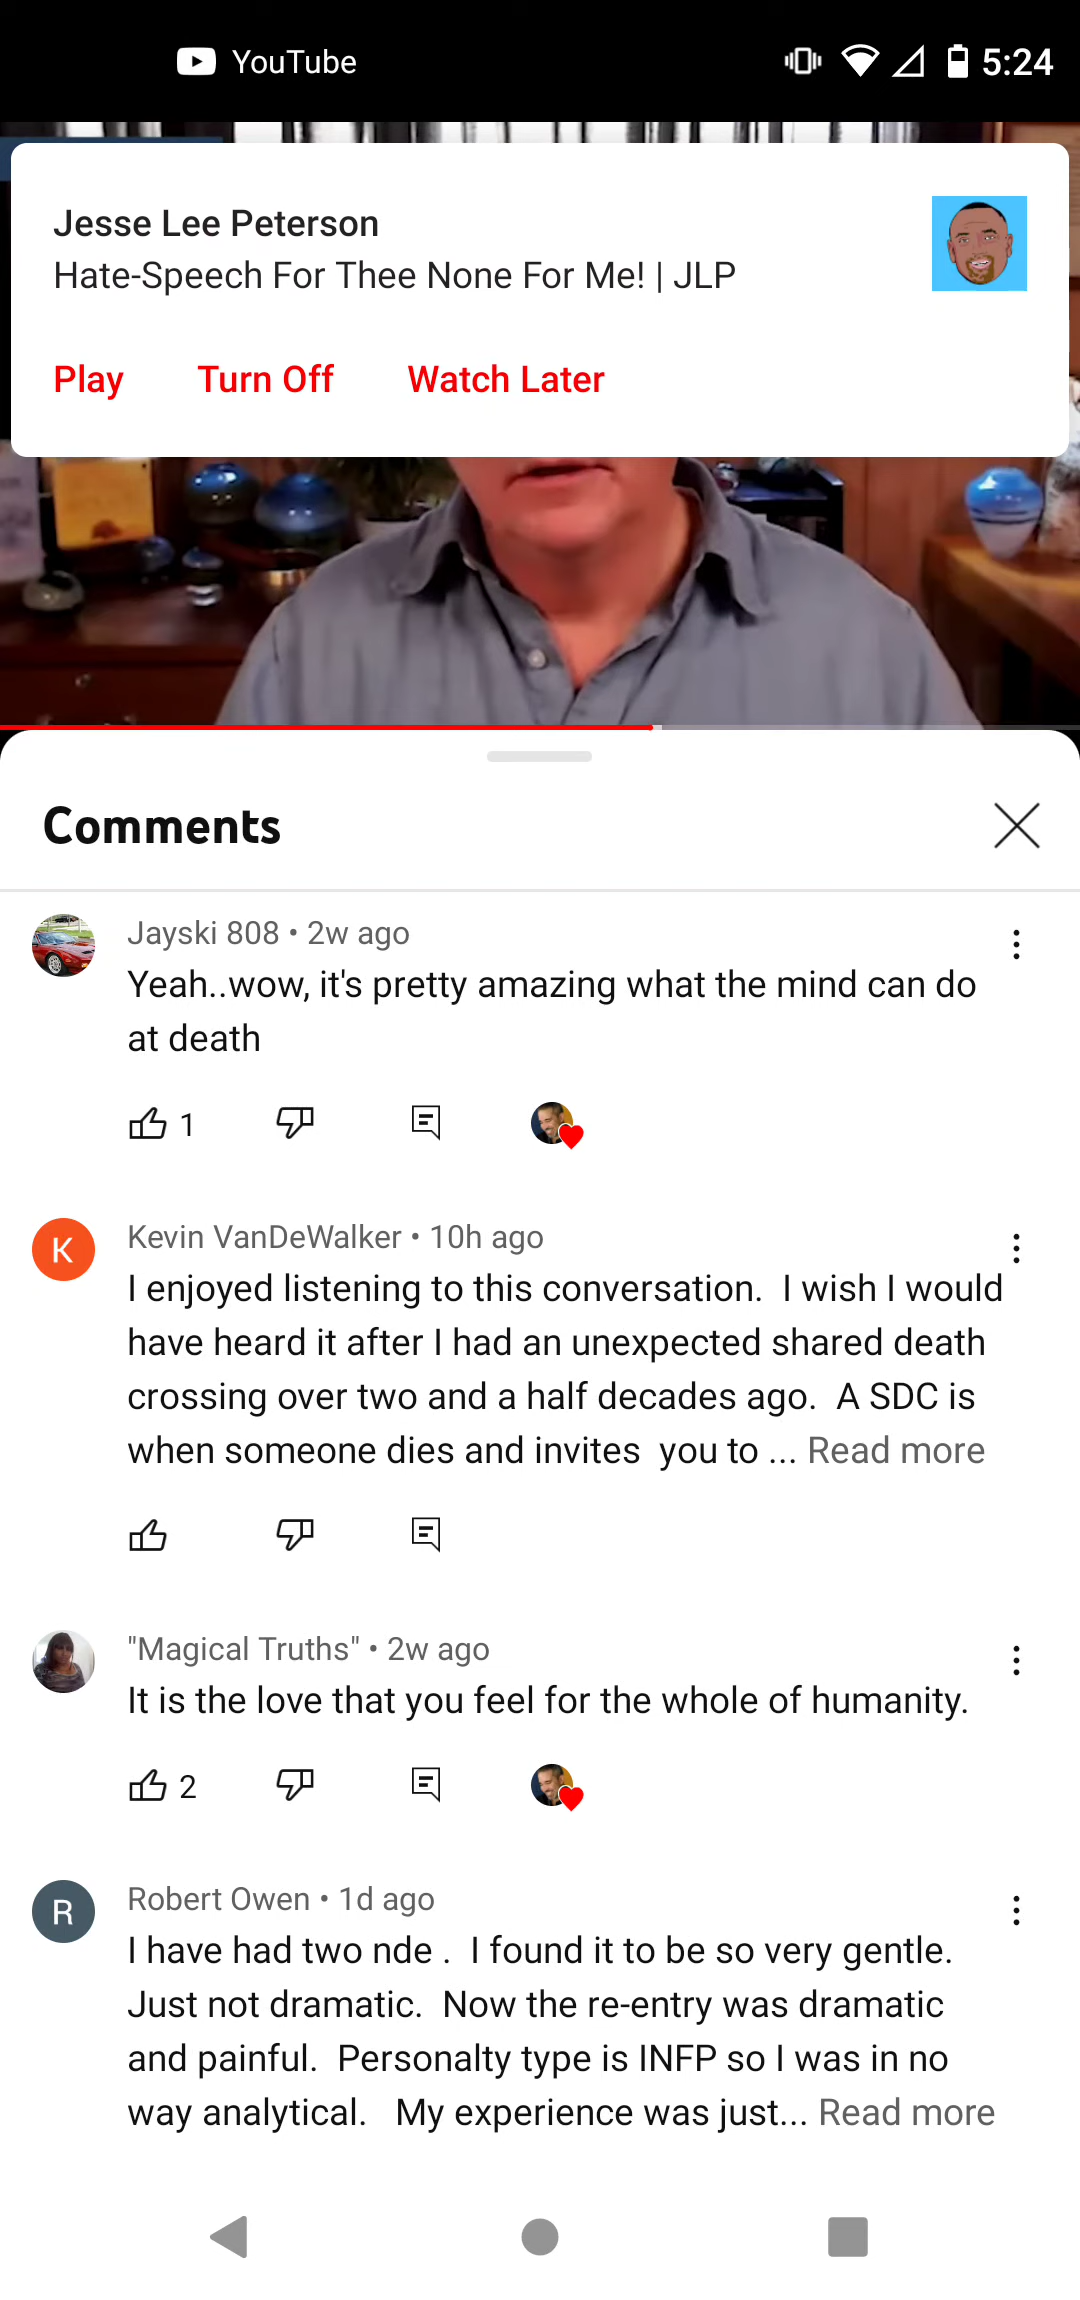 YouTube 5:24
Jesse Lee Peterson
Hate-Speech For Thee None For Me! | JLP
Play Turn Off Watch Later
Comments
Jayski 808 • 2w ago
Yeah..wow, it's pretty amazing what the mind can do
at death
1
K
Kevin VanDeWalker • 10h ago
I enjoyed listening to this conversation.  I wish I would
have heard it after I had an unexpected shared death
crossing over two and a half decades ago.  A SDC is
when someone dies and invites  you to ... Read more
"Magical Truths" • 2w ago
It is the love that you feel for the whole of humanity.
2
R
Robert Owen • 1d ago
I have had two nde .  I found it to be so very gentle.
Just not dramatic.  Now the re-entry was dramatic
and painful.  Personalty type is INFP so I was in no
way analytical.   My experience was just... Read more